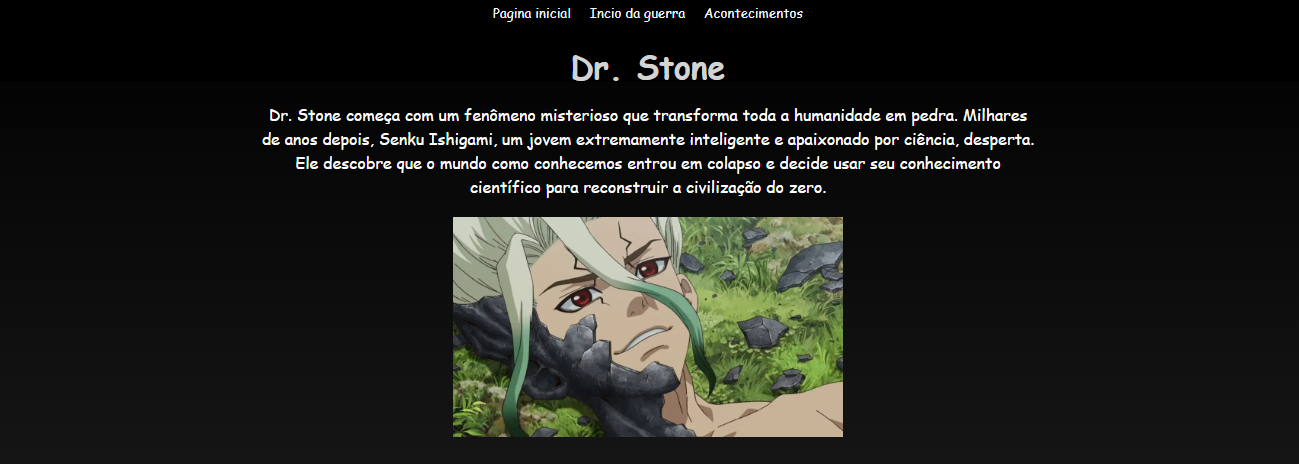 Pagina inicial Incio da guerra Acontecimentos
Dr. Stone
Dr. Stone começa com um fenômeno misterioso que transforma toda a humanidade em pedra. Milhares
de anos depois, Senku Ishigami, um jovem extremamente inteligente e apaixonado por ciência, desperta.
Ele descobre que o mundo como conhecemos entrou em colapso e decide usar seu conhecimento
científico para reconstruir a civilização do zero.